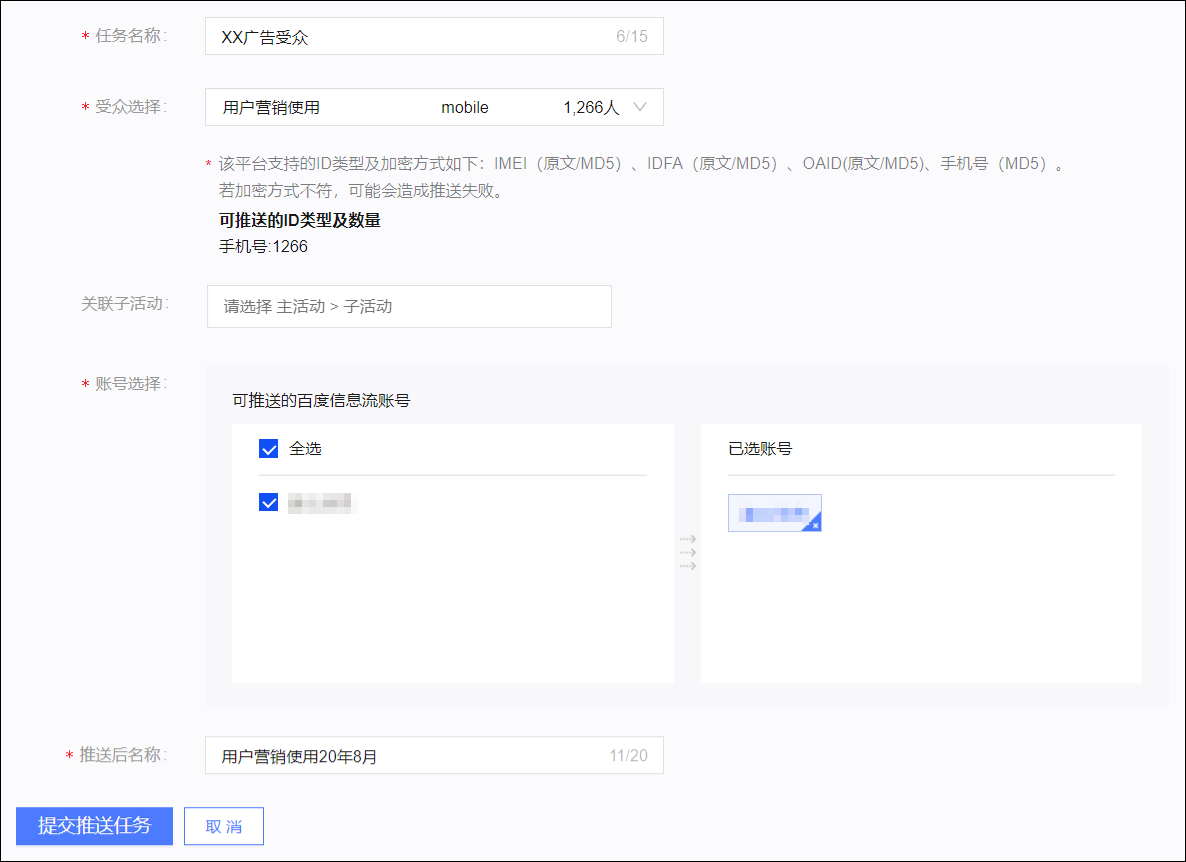 * 任务名称: XX广告受众 6/15
* 受众选择: 用户营销使用 mobile 1,266人
* 该平台支持的ID类型及加密方式如下：IMEI（原文/MD5）、IDFA（原文/MD5）、OAID(原文/MD5)、手机号（MD5）。
若加密方式不符，可能会造成推送失败。
可推送的ID类型及数量
手机号:1266
关联子活动: 请选择 主活动 > 子活动
* 账号选择:
可推送的百度信息流账号
全选
已选账号
* 推送后名称: 用户营销使用20年8月 11/20
提交推送任务 取消